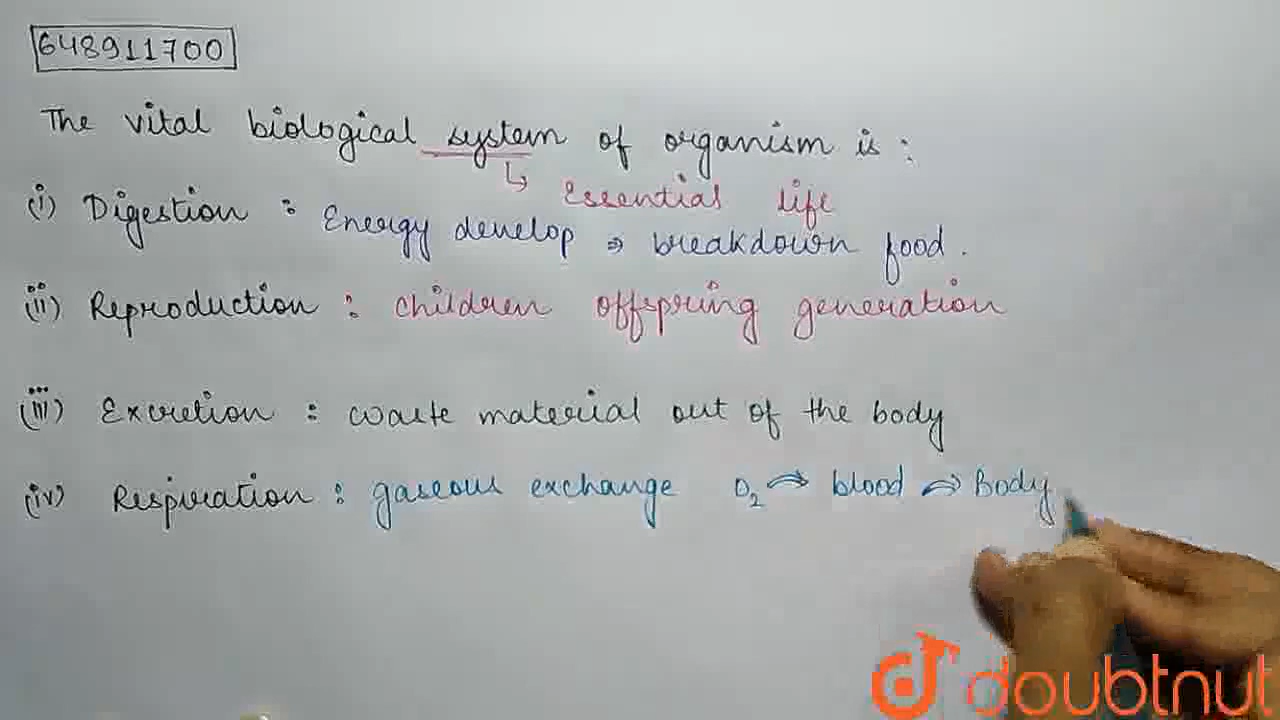 648911700
The vital biological system of organism is :
↳ Essential life
(i) Digestion : Energy develop ⇒ breakdown food.
(ii) Reproduction : children offspring generation
(iii) Excretion : waste material out of the body
(iv) Respiration : gaseous exchange O₂ ⇒ blood ⇒ Body
doubtnut